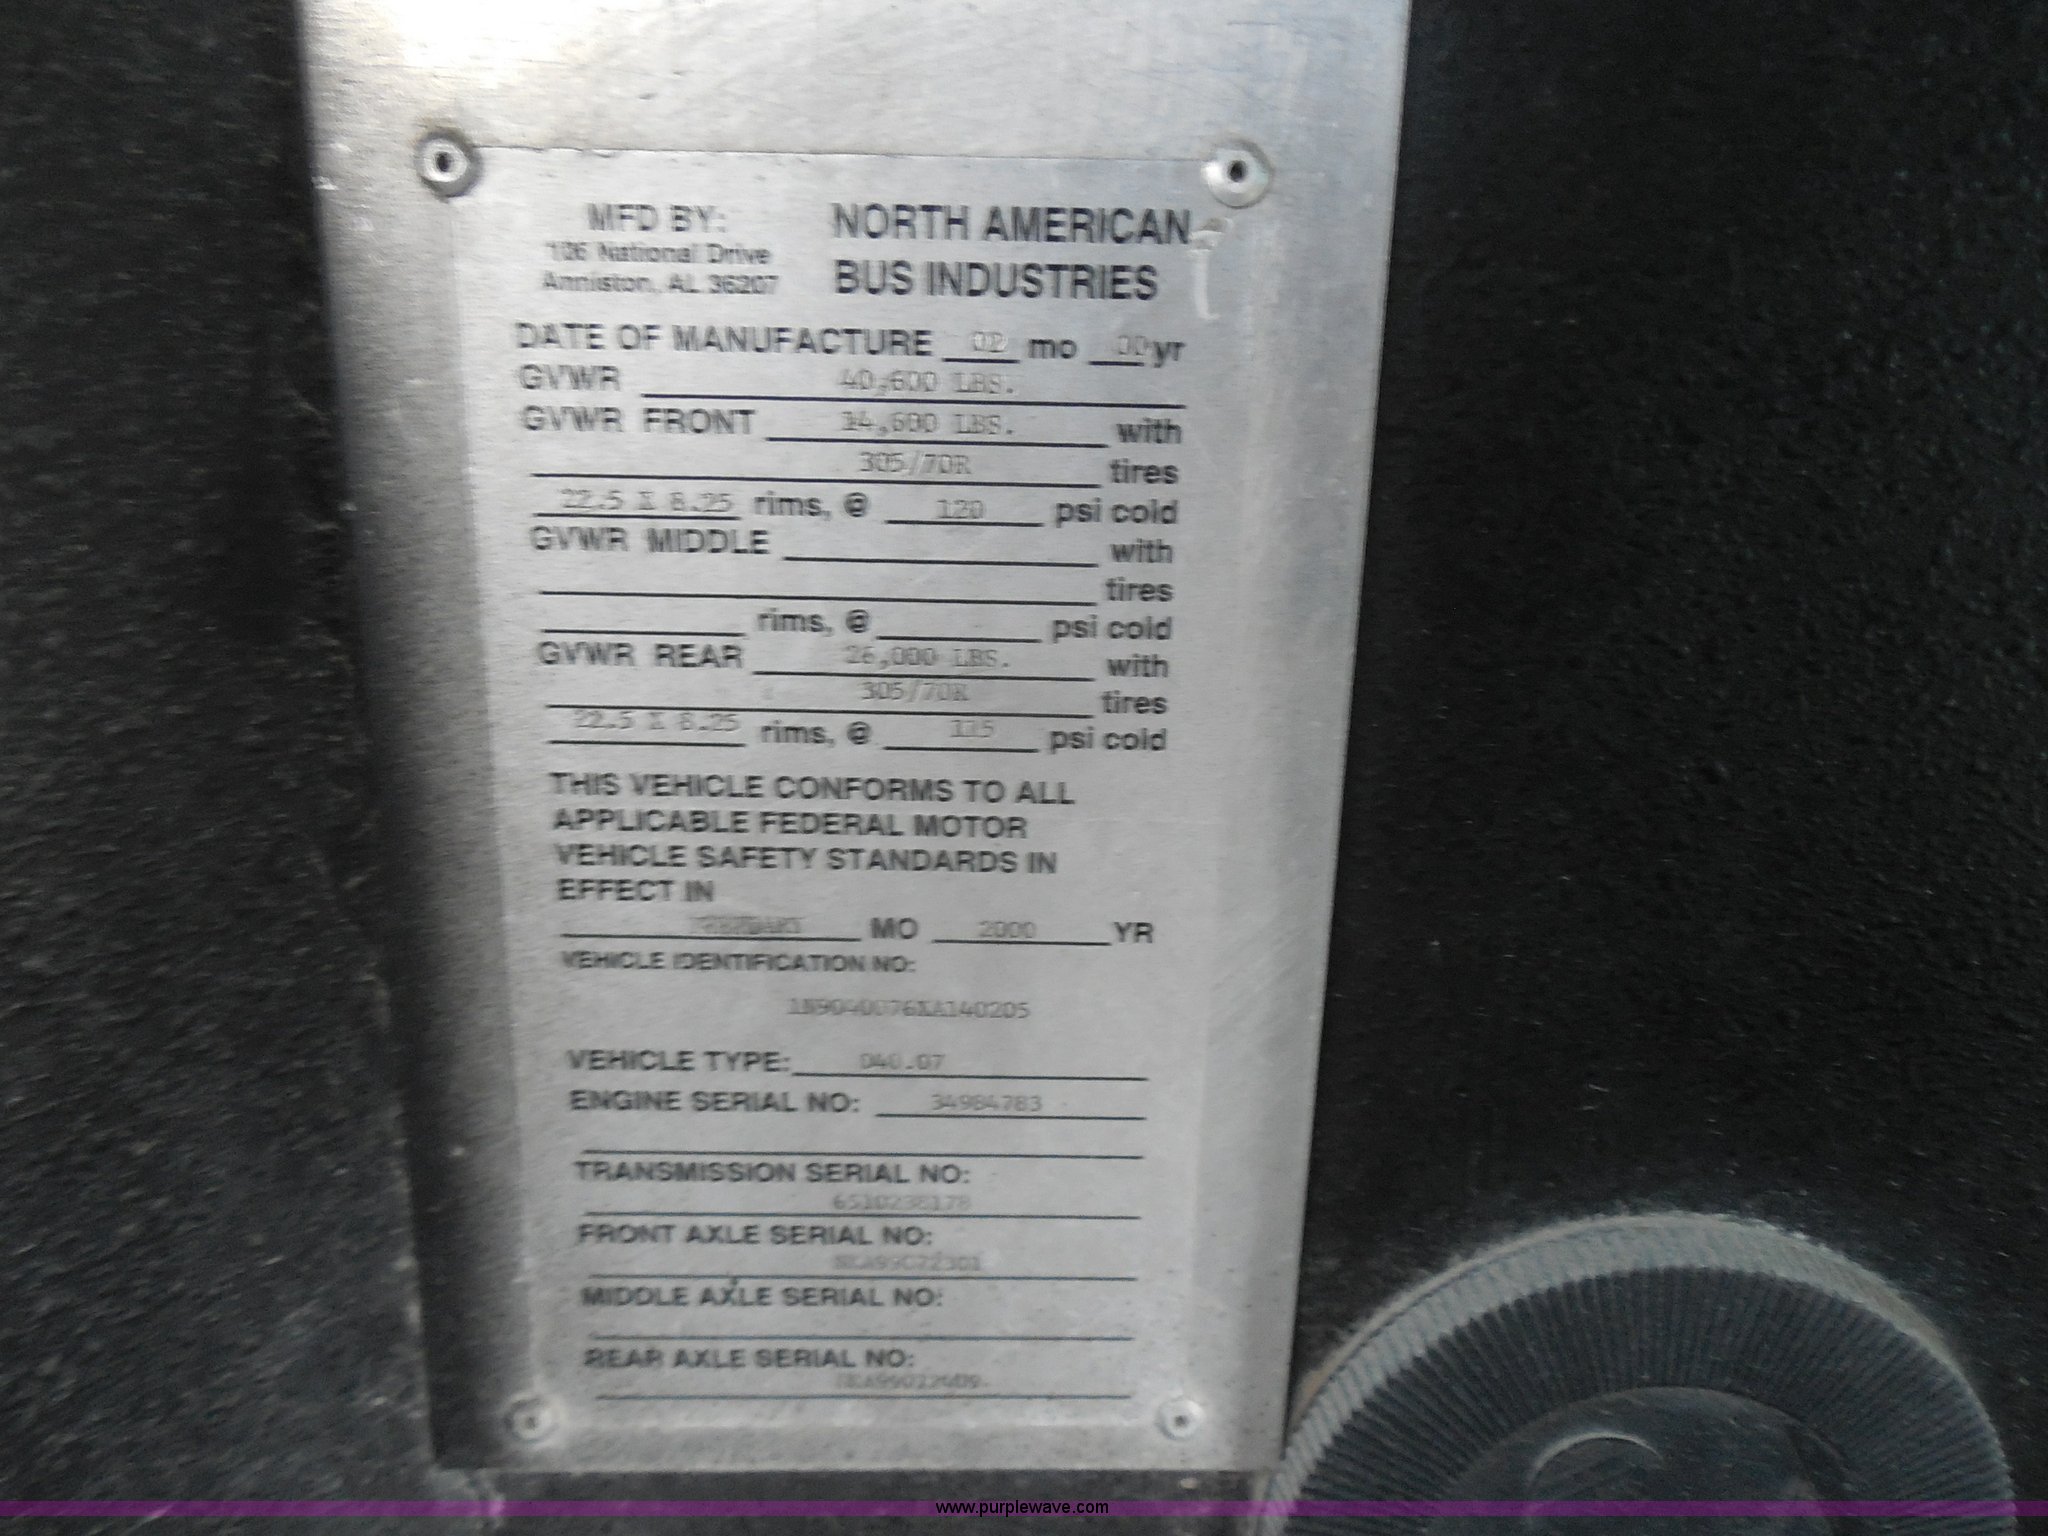 MFD BY: NORTH AMERICAN
106 National Drive
Anniston, AL 36207 BUS INDUSTRIES
DATE OF MANUFACTURE 02 mo 00 yr
GVWR 40,600 LBS.
GVWR FRONT 14,600 LBS. with
305/70R tires
22.5 X 8.25 rims, @ 120 psi cold
GVWR MIDDLE with
tires
rims, @ psi cold
GVWR REAR 26,000 LBS. with
305/70R tires
22.5 X 8.25 rims, @ 115 psi cold
THIS VEHICLE CONFORMS TO ALL
APPLICABLE FEDERAL MOTOR
VEHICLE SAFETY STANDARDS IN
EFFECT IN
FEBRUARY MO 2000 YR
VEHICLE IDENTIFICATION NO:
VEHICLE TYPE: D40.07
ENGINE SERIAL NO: 34984783
TRANSMISSION SERIAL NO:
6510238178
FRONT AXLE SERIAL NO:
MIDDLE AXLE SERIAL NO:
REAR AXLE SERIAL NO:
www.purplewave.com